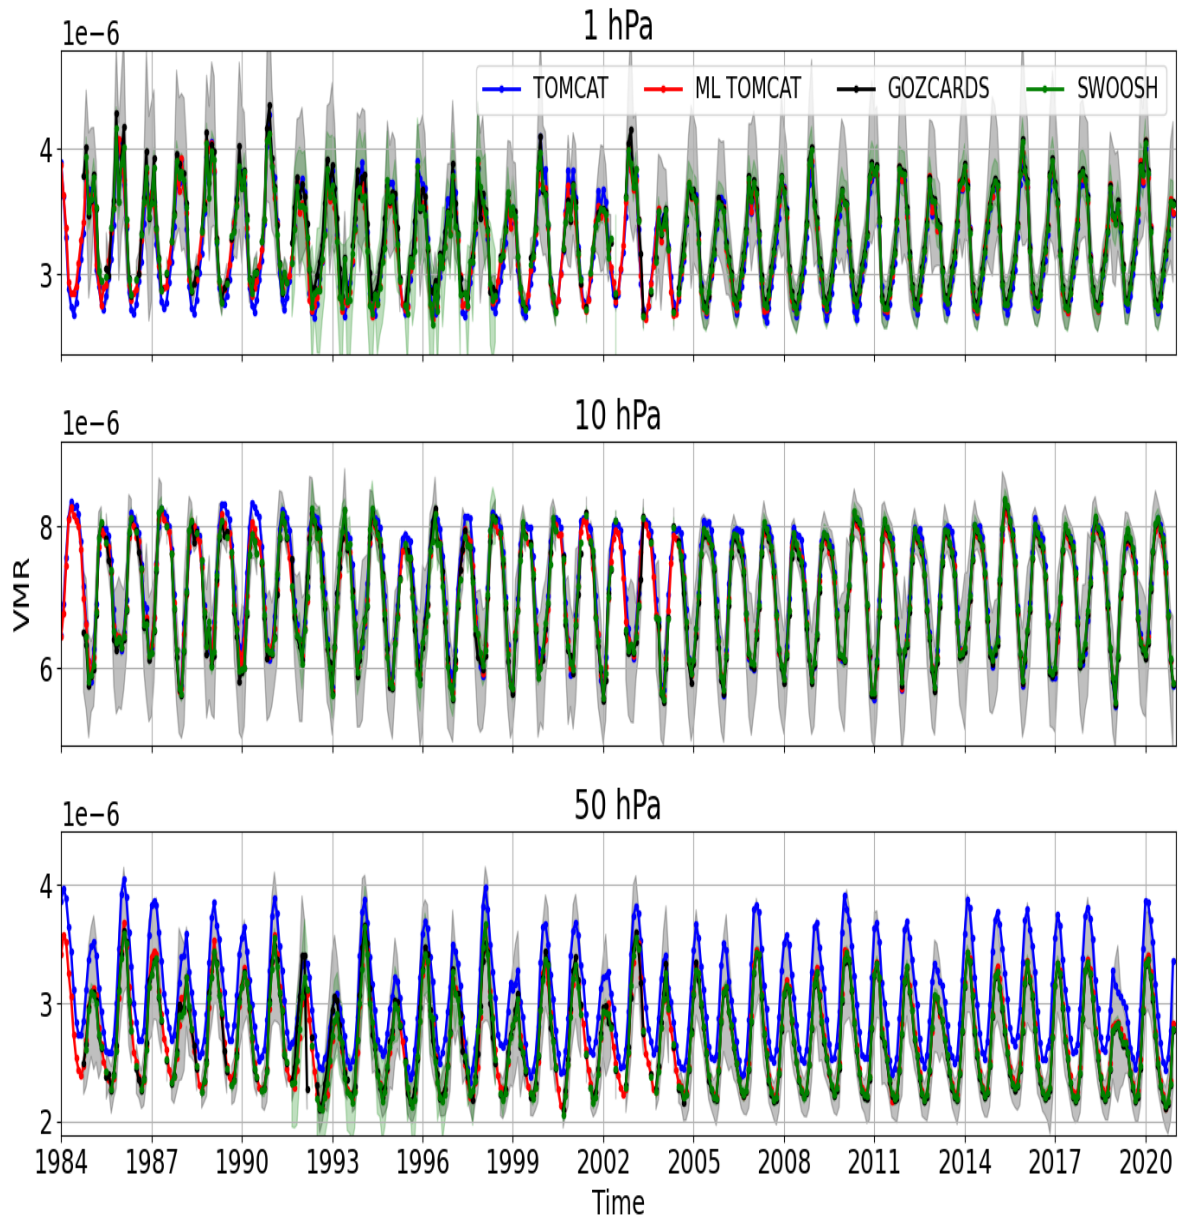 1 hPa
1e−6
TOMCAT ML TOMCAT GOZCARDS SWOOSH
4
3
10 hPa
1e−6
8
6
VMR
50 hPa
1e−6
4
3
2
1984 1987 1990 1993 1996 1999 2002 2005 2008 2011 2014 2017 2020
Time